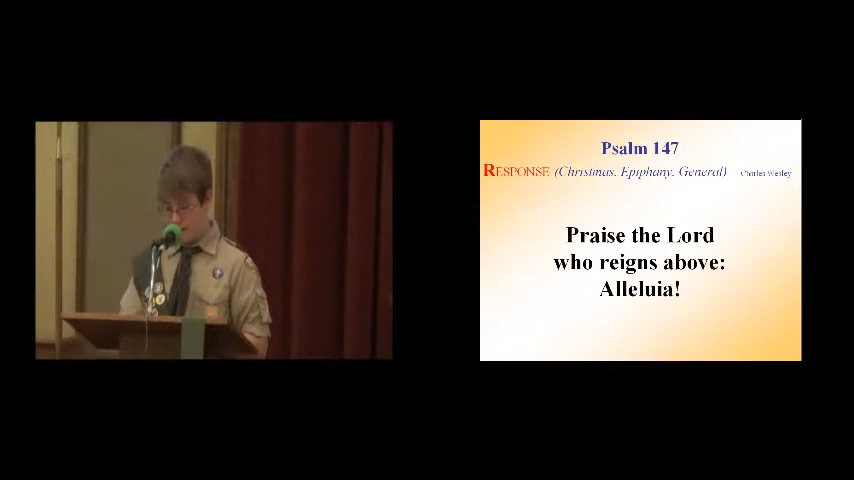 Psalm 147
RESPONSE (Christmas, Epiphany, General) Charles Wesley
Praise the Lord
who reigns above:
Alleluia!